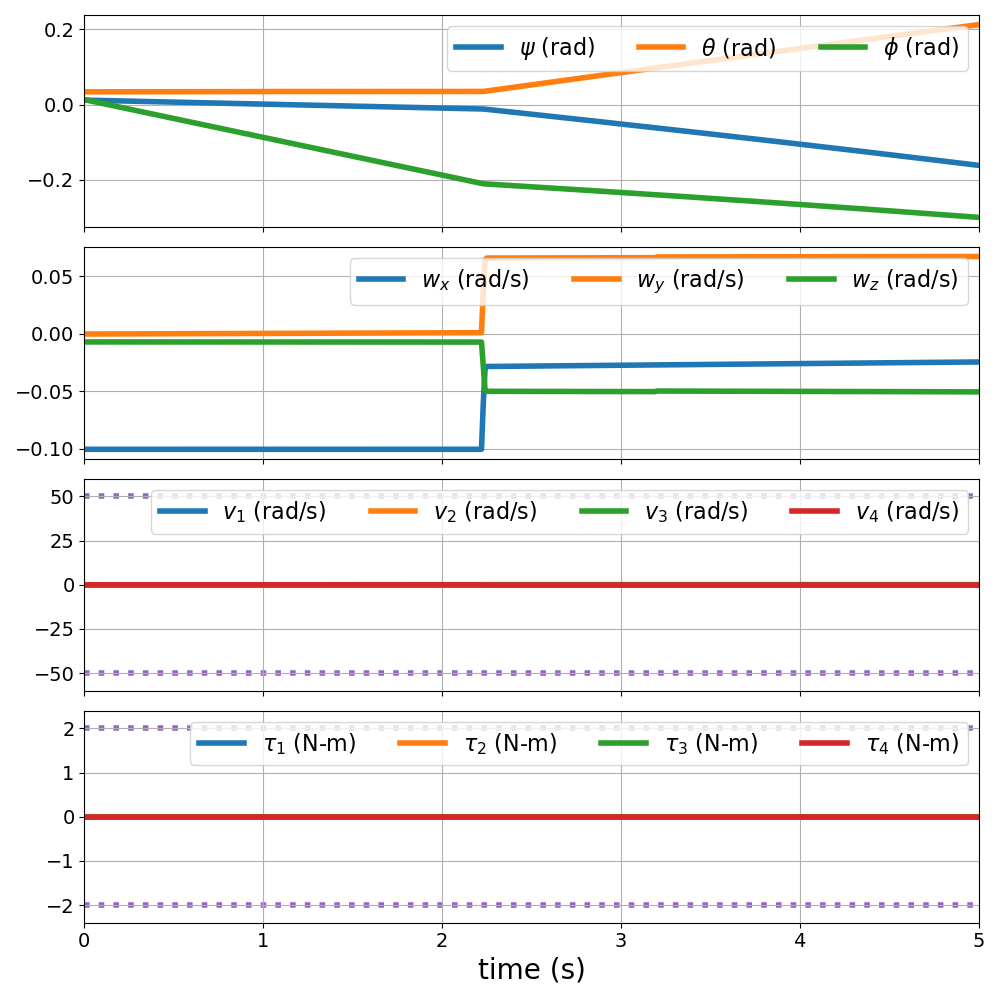 0.2
0.0
−0.2
ψ (rad) θ (rad) ϕ (rad)
0.05
0.00
−0.05
−0.10
w_x (rad/s) w_y (rad/s) w_z (rad/s)
50
25
0
−25
−50
v_1 (rad/s) v_2 (rad/s) v_3 (rad/s) v_4 (rad/s)
2
1
0
−1
−2
τ_1 (N-m) τ_2 (N-m) τ_3 (N-m) τ_4 (N-m)
0 1 2 3 4 5
time (s)